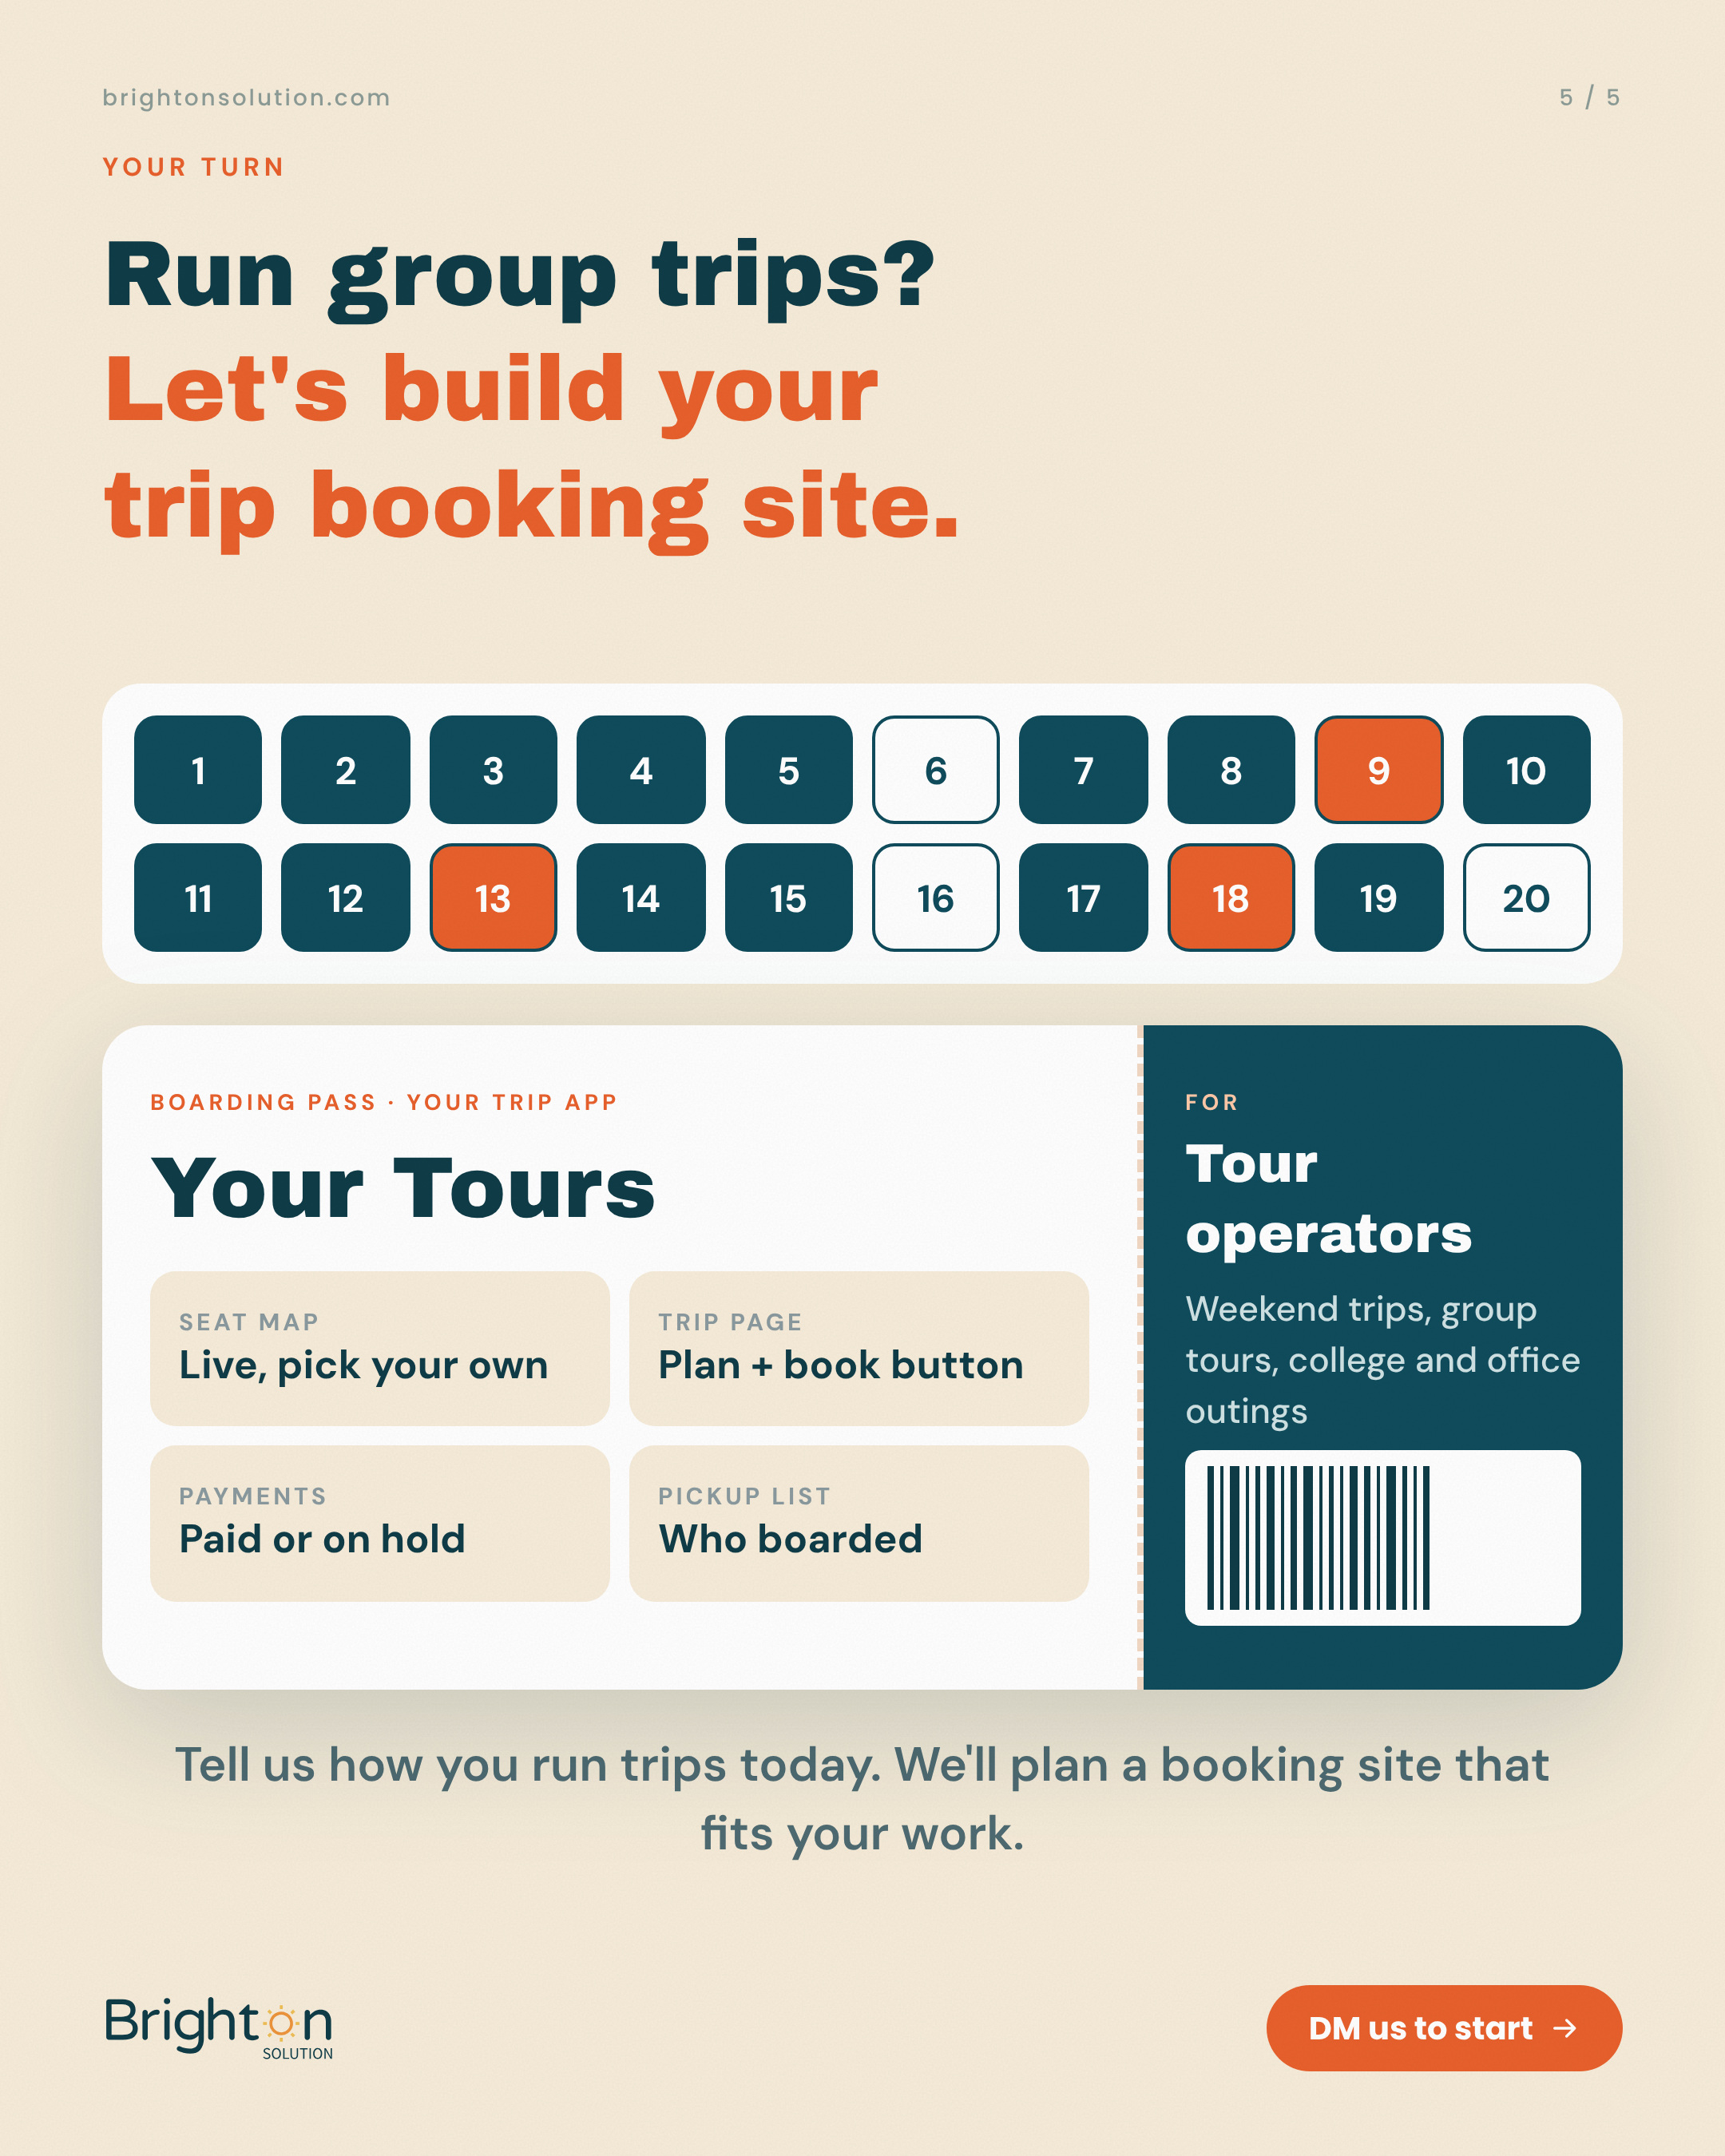 brightonsolution.com
5 / 5
YOUR TURN
Run group trips?
Let's build your
trip booking site.
1 2 3 4 5 6 7 8 9 10
11 12 13 14 15 16 17 18 19 20
BOARDING PASS · YOUR TRIP APP
Your Tours
SEAT MAP
Live, pick your own
TRIP PAGE
Plan + book button
PAYMENTS
Paid or on hold
PICKUP LIST
Who boarded
FOR
Tour
operators
Weekend trips, group
tours, college and office
outings
Tell us how you run trips today. We'll plan a booking site that
fits your work.
Brighton
SOLUTION
DM us to start →